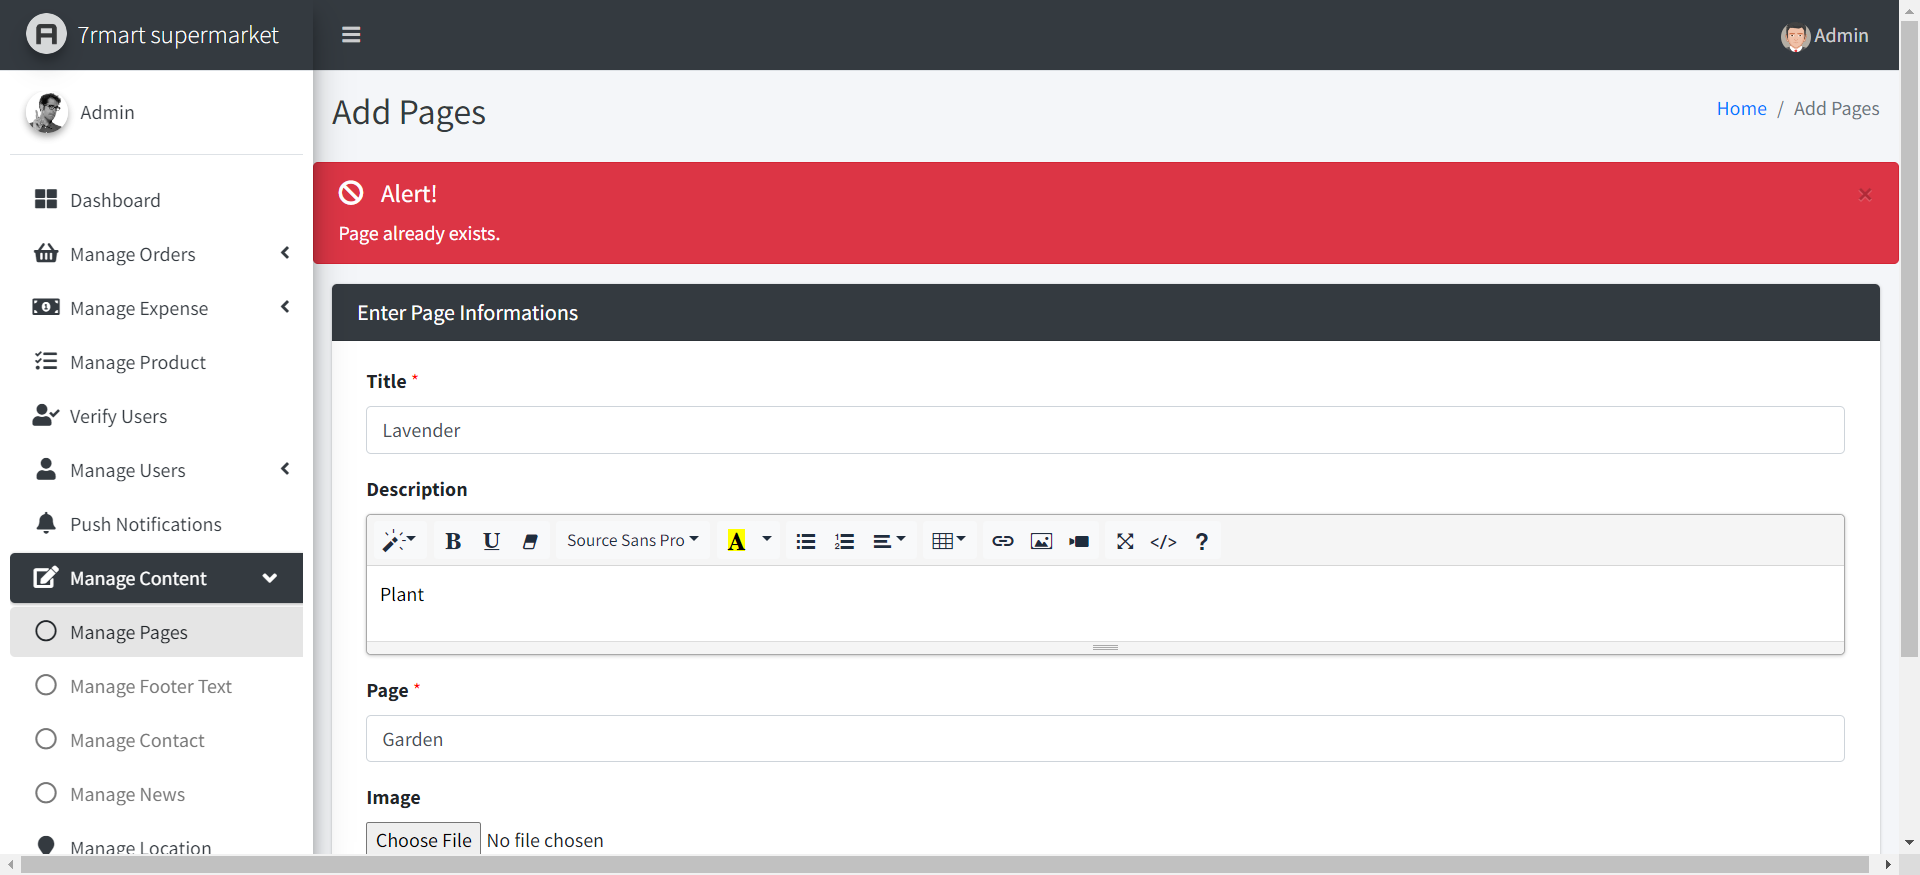 7rmart supermarket
Admin
Admin
Add Pages
Home / Add Pages
Alert!
×
Page already exists.
Dashboard
Manage Orders
Manage Expense
Manage Product
Verify Users
Manage Users
Push Notifications
Manage Content
Manage Pages
Manage Footer Text
Manage Contact
Manage News
Manage Location
Enter Page Informations
Title *
Lavender
Description
B U Source Sans Pro A </> ?
Plant
Page *
Garden
Image
Choose File No file chosen